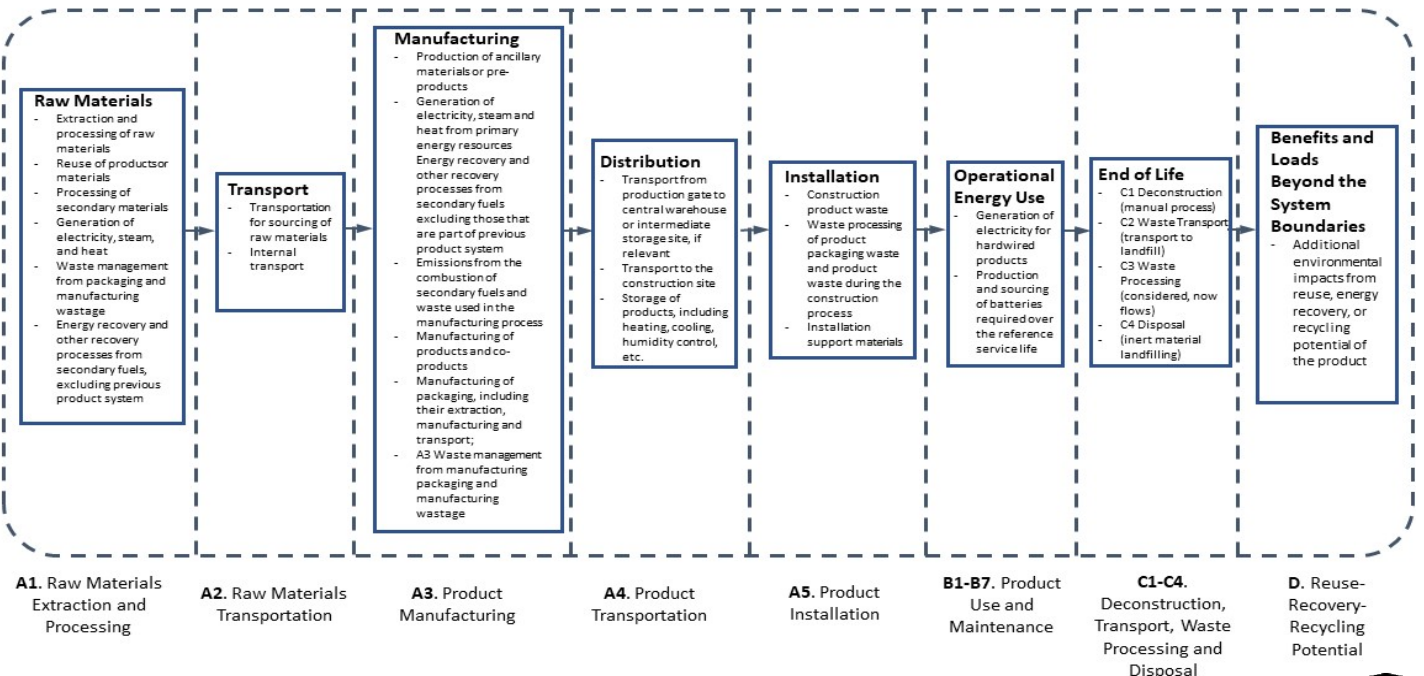 Raw Materials
- Extraction and
processing of raw
materials
- Reuse of productsor
materials
- Processing of
secondary materials
- Generation of
electricity, steam,
and heat
- Waste management
from packaging and
manufacturing
wastage
- Energy recovery and
other recovery
processes from
secondary fuels,
excluding previous
product system
Transport
- Transportation
for sourcing of
raw materials
- Internal
transport
Manufacturing
- Production of ancillary
materials or pre-
products
- Generation of
electricity, steam and
heat from primary
energy resources
Energy recovery and
other recovery
processes from
secondary fuels
excluding those that
are part of previous
product system
- Emissions from the
combustion of
secondary fuels and
waste used in the
manufacturing process
- Manufacturing of
products and co-
products
- Manufacturing of
packaging, including
their extraction,
manufacturing and
transport;
- A3 Waste management
from manufacturing
packaging and
manufacturing
wastage
Distribution
- Transport from
production gate to
central warehouse
or intermediate
storage site, if
relevant
- Transport to the
construction site
- Storage of
products, including
heating, cooling,
humidity control,
etc.
Installation
- Construction
product waste
- Waste processing
of product
packaging waste
and product
waste during the
construction
process
- Installation
support materials
Operational
Energy Use
- Generation of
electricity for
hardwired
products
- Production
and sourcing
of batteries
required over
the reference
service life
End of Life
- C1 Deconstruction
(manual process)
- C2 Waste Transport
(transport to
landfill)
- C3 Waste
Processing
(considered, now
flows)
- C4 Disposal
- (inert material
landfilling)
Benefits and
Loads
Beyond the
System
Boundaries
- Additional
environmental
impacts from
reuse, energy
recovery, or
recycling
potential of
the product
A1. Raw Materials
Extraction and
Processing
A2. Raw Materials
Transportation
A3. Product
Manufacturing
A4. Product
Transportation
A5. Product
Installation
B1-B7. Product
Use and
Maintenance
C1-C4.
Deconstruction,
Transport, Waste
Processing and
Disposal
D. Reuse-
Recovery-
Recycling
Potential